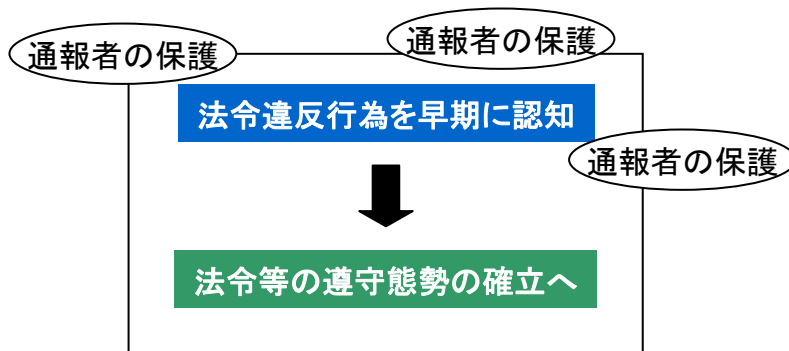 通報者の保護
通報者の保護
法令違反行為を早期に認知
通報者の保護
法令等の遵守態勢の確立へ